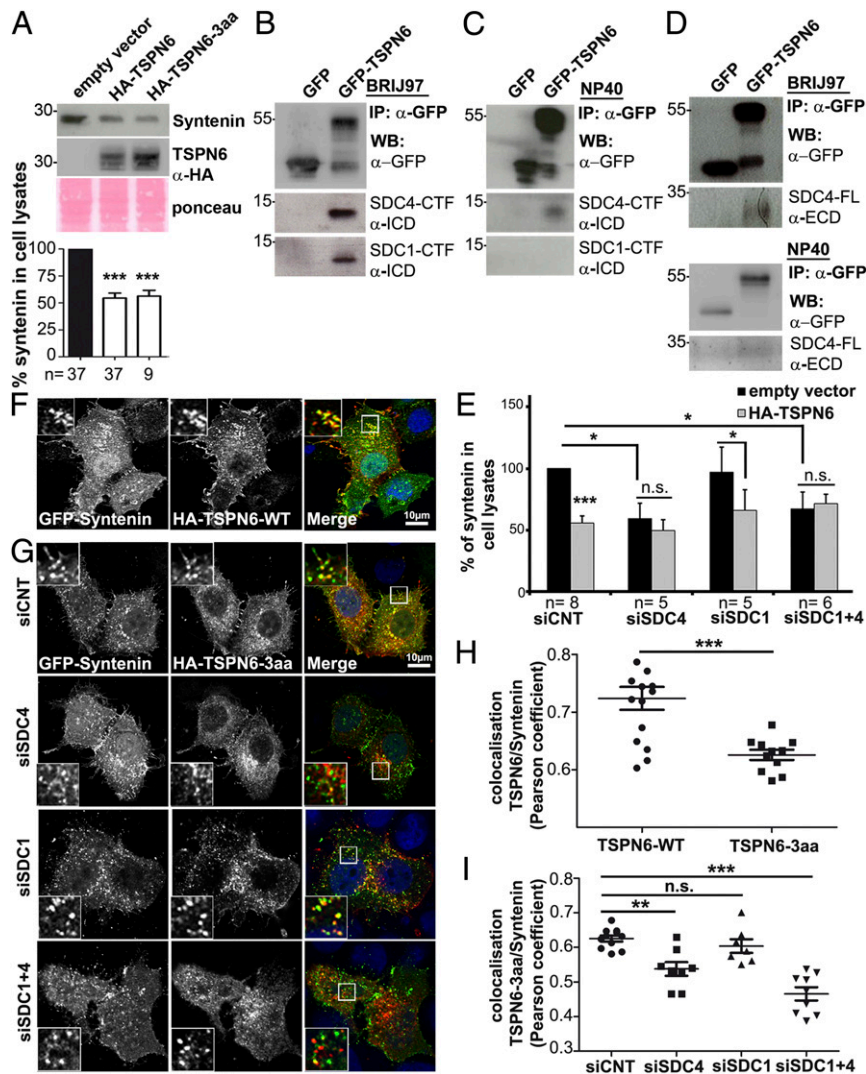 A
empty vector
HA-TSPN6
HA-TSPN6-3aa
30
Syntenin
30
TSPN6
α-HA
ponceau
% syntenin in cell lysates
100
75
50
25
0
*** ***
n= 37 37 9
B
GFP
GFP-TSPN6
BRIJ97
55
IP: α-GFP
WB:
α–GFP
15
SDC4-CTF
α-ICD
15
SDC1-CTF
α-ICD
C
GFP
GFP-TSPN6
NP40
55
IP: α-GFP
WB:
α–GFP
15
SDC4-CTF
α-ICD
15
SDC1-CTF
α-ICD
D
GFP
GFP-TSPN6
BRIJ97
55
IP: α-GFP
WB:
α–GFP
35
SDC4-FL
α-ECD
NP40
55
IP: α-GFP
WB:
α–GFP
35
SDC4-FL
α-ECD
F
GFP-Syntenin
HA-TSPN6-WT
Merge
10µm
E
empty vector
HA-TSPN6
% of syntenin in
cell lysates
150
100
50
0
*
*
***
n.s.
*
n.s.
n= 8 n= 5 n= 5 n= 6
siCNT siSDC4 siSDC1 siSDC1+4
G
siCNT
GFP-Syntenin
HA-TSPN6-3aa
Merge
10µm
siSDC4
siSDC1
siSDC1+4
H
colocalisation
TSPN6/Syntenin
(Pearson coefficient)
0.8
0.7
0.6
***
TSPN6-WT TSPN6-3aa
I
colocalisation
TSPN6-3aa/Syntenin
(Pearson coefficient)
0.8
0.7
0.6
0.5
0.4
0.3
***
n.s.
**
siCNT siSDC4 siSDC1 siSDC1+4